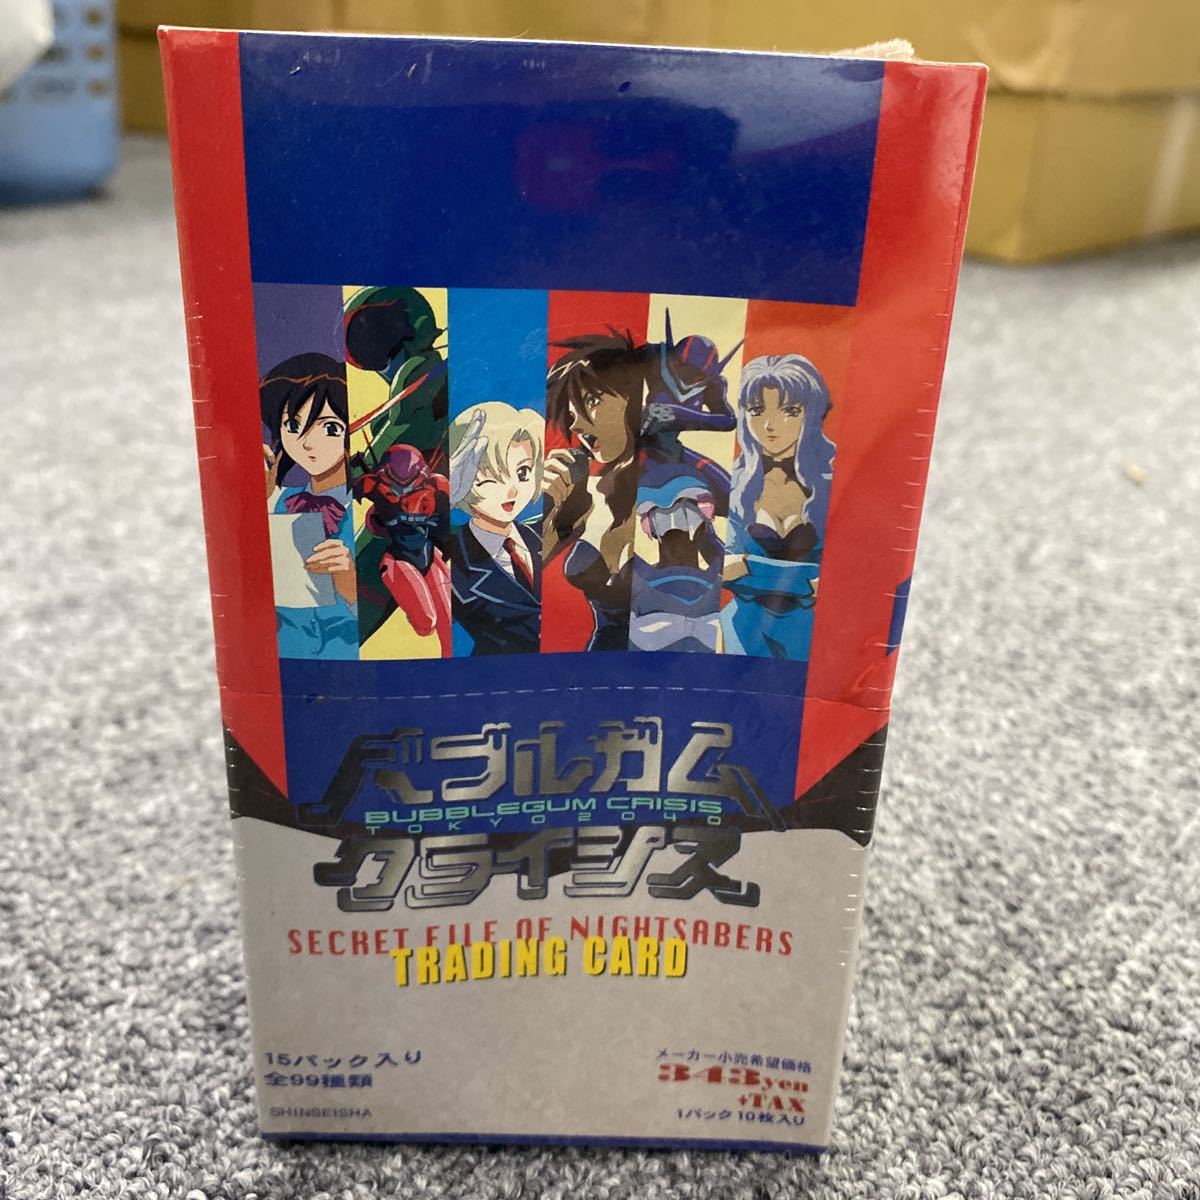 バブルガム
BUBBLEGUM CRISIS
TOKYO2040
クライシス
SECRET FILE OF NIGHTSABERS
TRADING CARD
15パック入り
全99種類
SHINSEISHA
メーカー小売希望価格
343yen
+TAX
1パック10枚入り